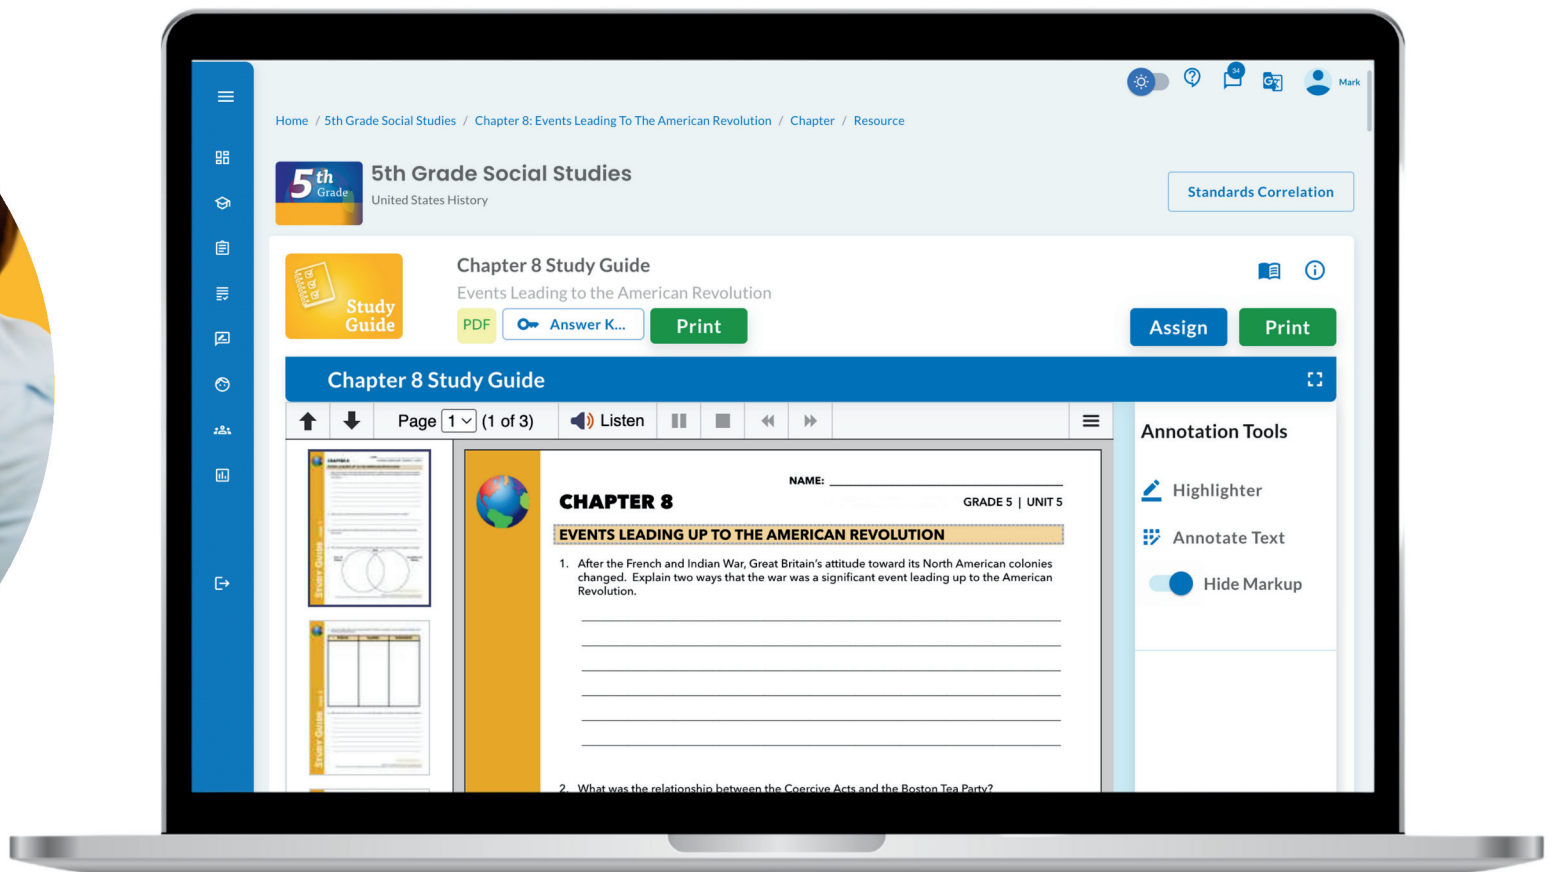 34
Mark
Home / 5th Grade Social Studies / Chapter 8: Events Leading To The American Revolution / Chapter / Resource
5th
Grade
5th Grade Social Studies
United States History
Standards Correlation
Study
Guide
Chapter 8 Study Guide
Events Leading to the American Revolution
PDF
Answer K...
Print
Assign
Print
Chapter 8 Study Guide
Page 1 (1 of 3)
Listen
Annotation Tools
Highlighter
Annotate Text
Hide Markup
NAME:
CHAPTER 8
GRADE 5 | UNIT 5
EVENTS LEADING UP TO THE AMERICAN REVOLUTION
1. After the French and Indian War, Great Britain's attitude toward its North American colonies
changed. Explain two ways that the war was a significant event leading up to the American
Revolution.
2. What was the relationship between the Coercive Acts and the Boston Tea Party?
STUDY GUIDE
STUDY GUIDE